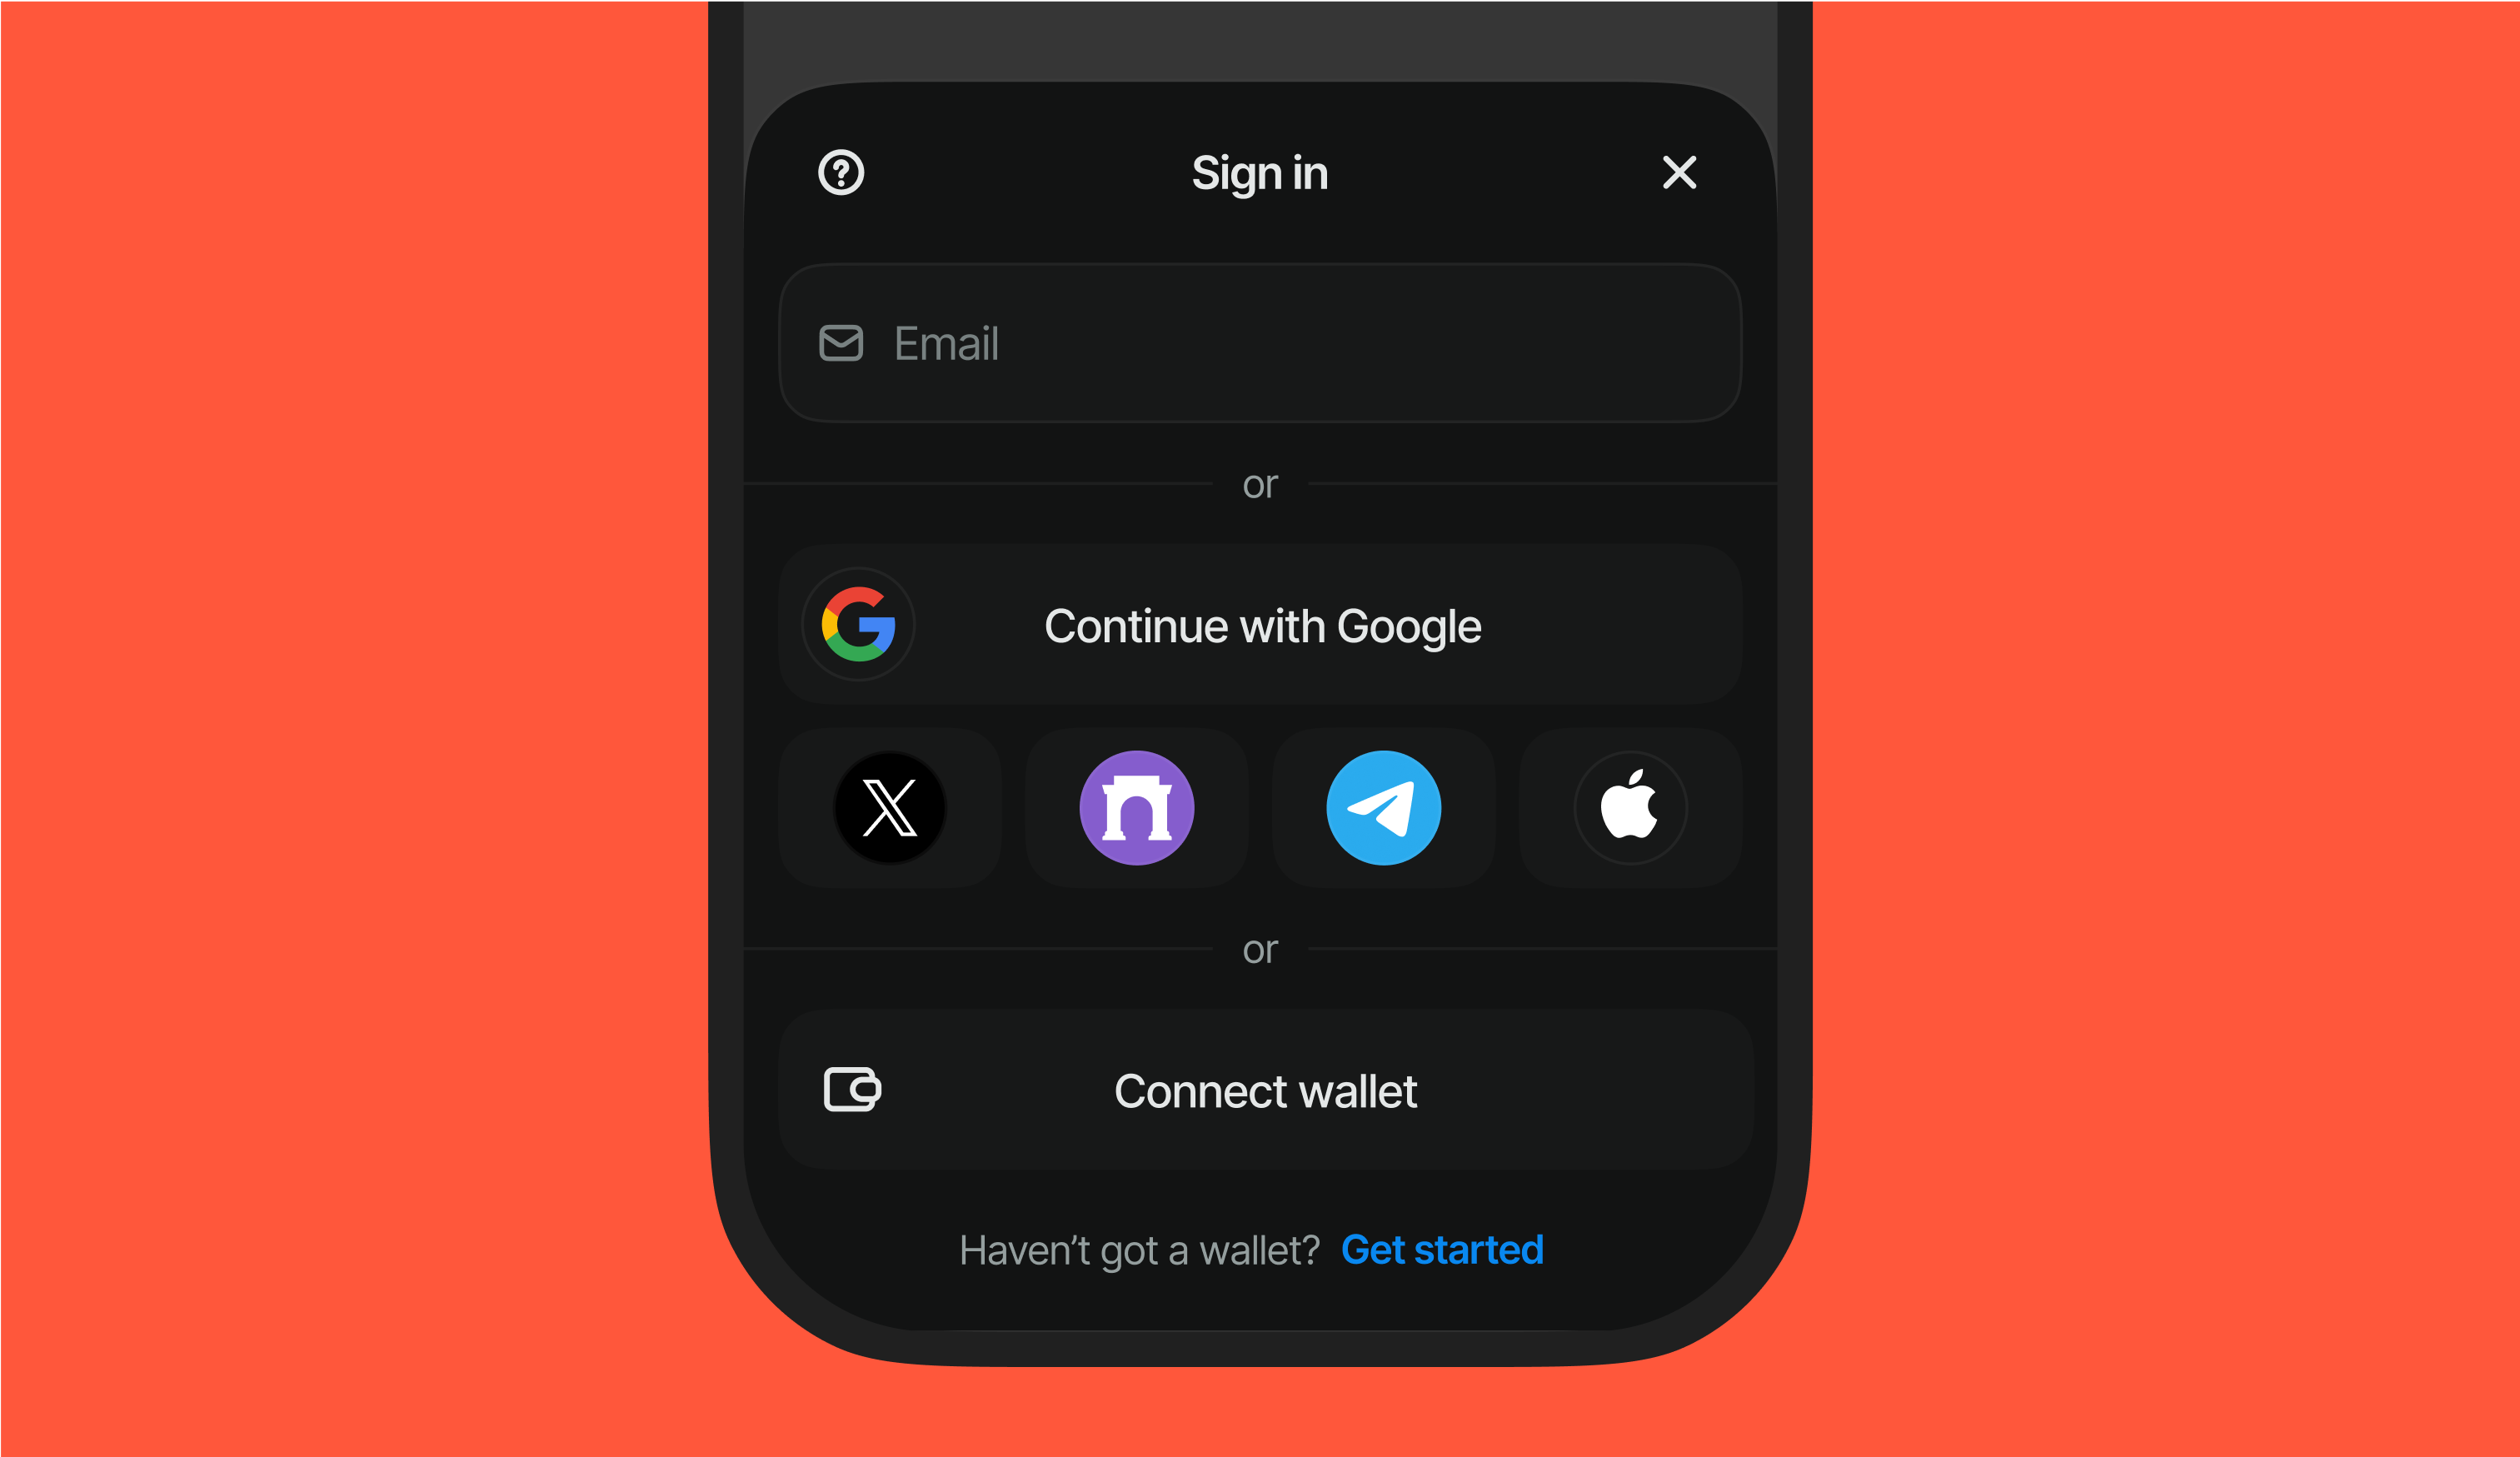 Sign in
Email
or
Continue with Google
or
Connect wallet
Haven’t got a wallet? Get started